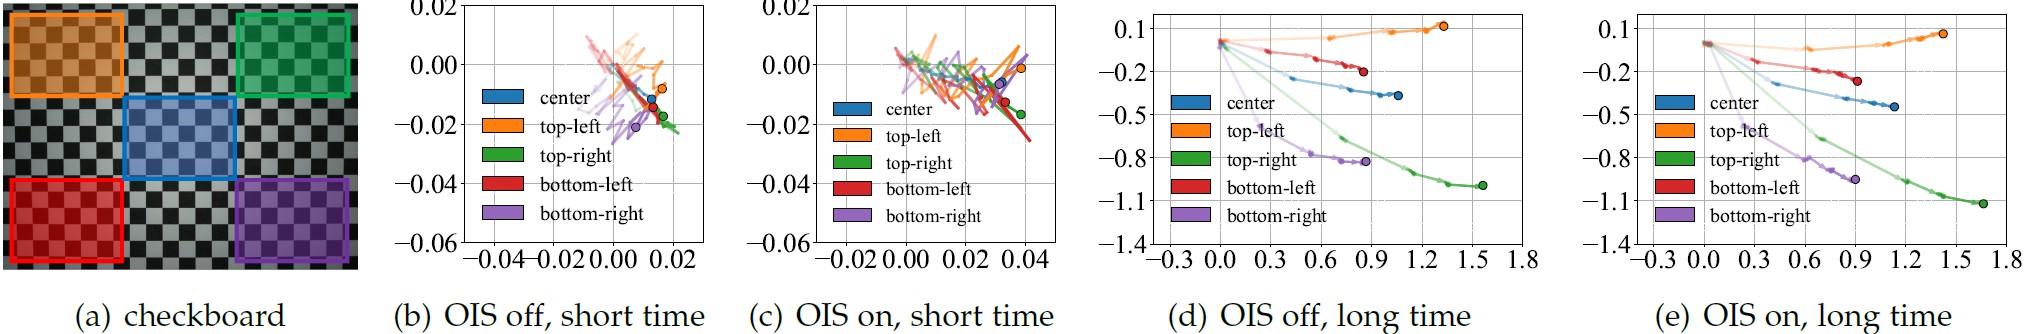 0.02
0.00
−0.02
−0.04
−0.06
−0.04
−0.02
0.00
0.02
center
top-left
top-right
bottom-left
bottom-right
0.02
0.00
−0.02
−0.04
−0.06
−0.02
0.00
0.02
0.04
center
top-left
top-right
bottom-left
bottom-right
0.1
−0.2
−0.5
−0.8
−1.1
−1.4
−0.3
0.0
0.3
0.6
0.9
1.2
1.5
1.8
center
top-left
top-right
bottom-left
bottom-right
0.1
−0.2
−0.5
−0.8
−1.1
−1.4
−0.3
0.0
0.3
0.6
0.9
1.2
1.5
1.8
center
top-left
top-right
bottom-left
bottom-right
(a) checkboard
(b) OIS off, short time
(c) OIS on, short time
(d) OIS off, long time
(e) OIS on, long time